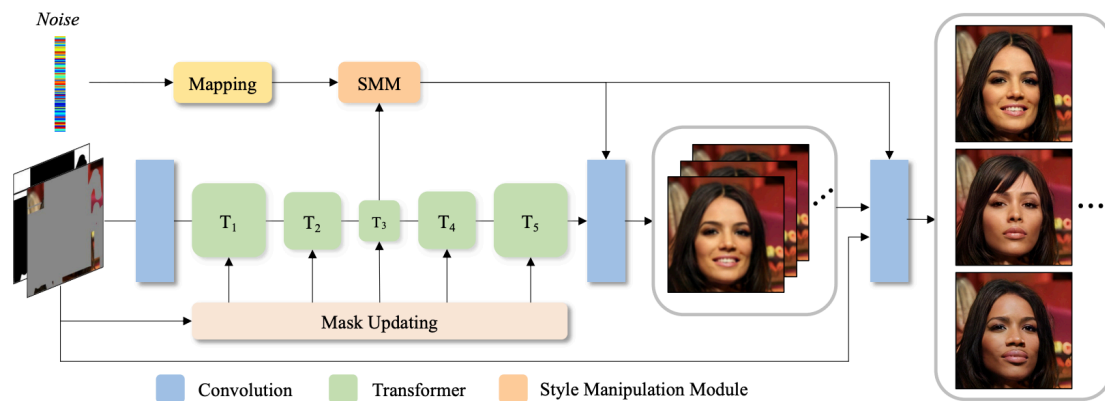 Noise
Mapping
SMM
T₁
T₂
T₃
T₄
T₅
Mask Updating
Convolution
Transformer
Style Manipulation Module